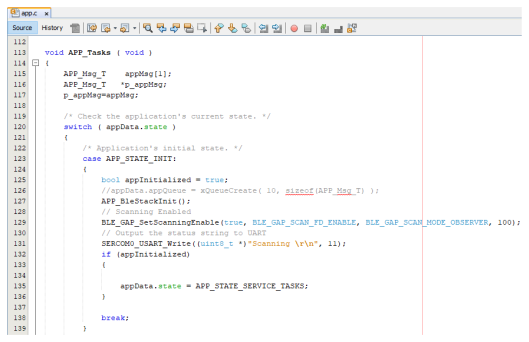 app.c x
Source History
112
113 void APP_Tasks ( void )
114 {
115 APP_Msg_T appMsg[1];
116 APP_Msg_T *p_appMsg;
117 p_appMsg=appMsg;
118
119 /* Check the application's current state. */
120 switch ( appData.state )
121 {
122 /* Application's initial state. */
123 case APP_STATE_INIT:
124 {
125 bool appInitialized = true;
126 //appData.appQueue = xQueueCreate( 10, sizeof(APP_Msg_T) );
127 APP_BleStackInit();
128 // Scanning Enabled
129 BLE_GAP_SetScanningEnable(true, BLE_GAP_SCAN_FD_ENABLE, BLE_GAP_SCAN_MODE_OBSERVER, 100);
130 // Output the status string to UART
131 SERCOM0_USART_Write((uint8_t *)"Scanning \r\n", 11);
132 if (appInitialized)
133 {
134
135 appData.state = APP_STATE_SERVICE_TASKS;
136 }
137
138 break;
139 }